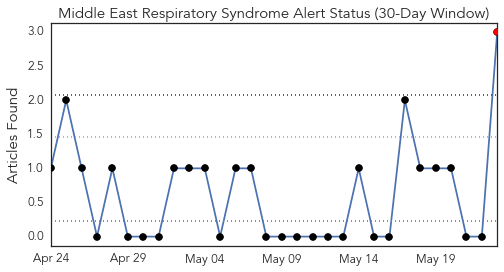 Middle East Respiratory Syndrome Alert Status (30-Day Window)
Articles Found
3.0
2.5
2.0
1.5
1.0
0.5
0.0
Apr 24 Apr 29 May 04 May 09 May 14 May 19